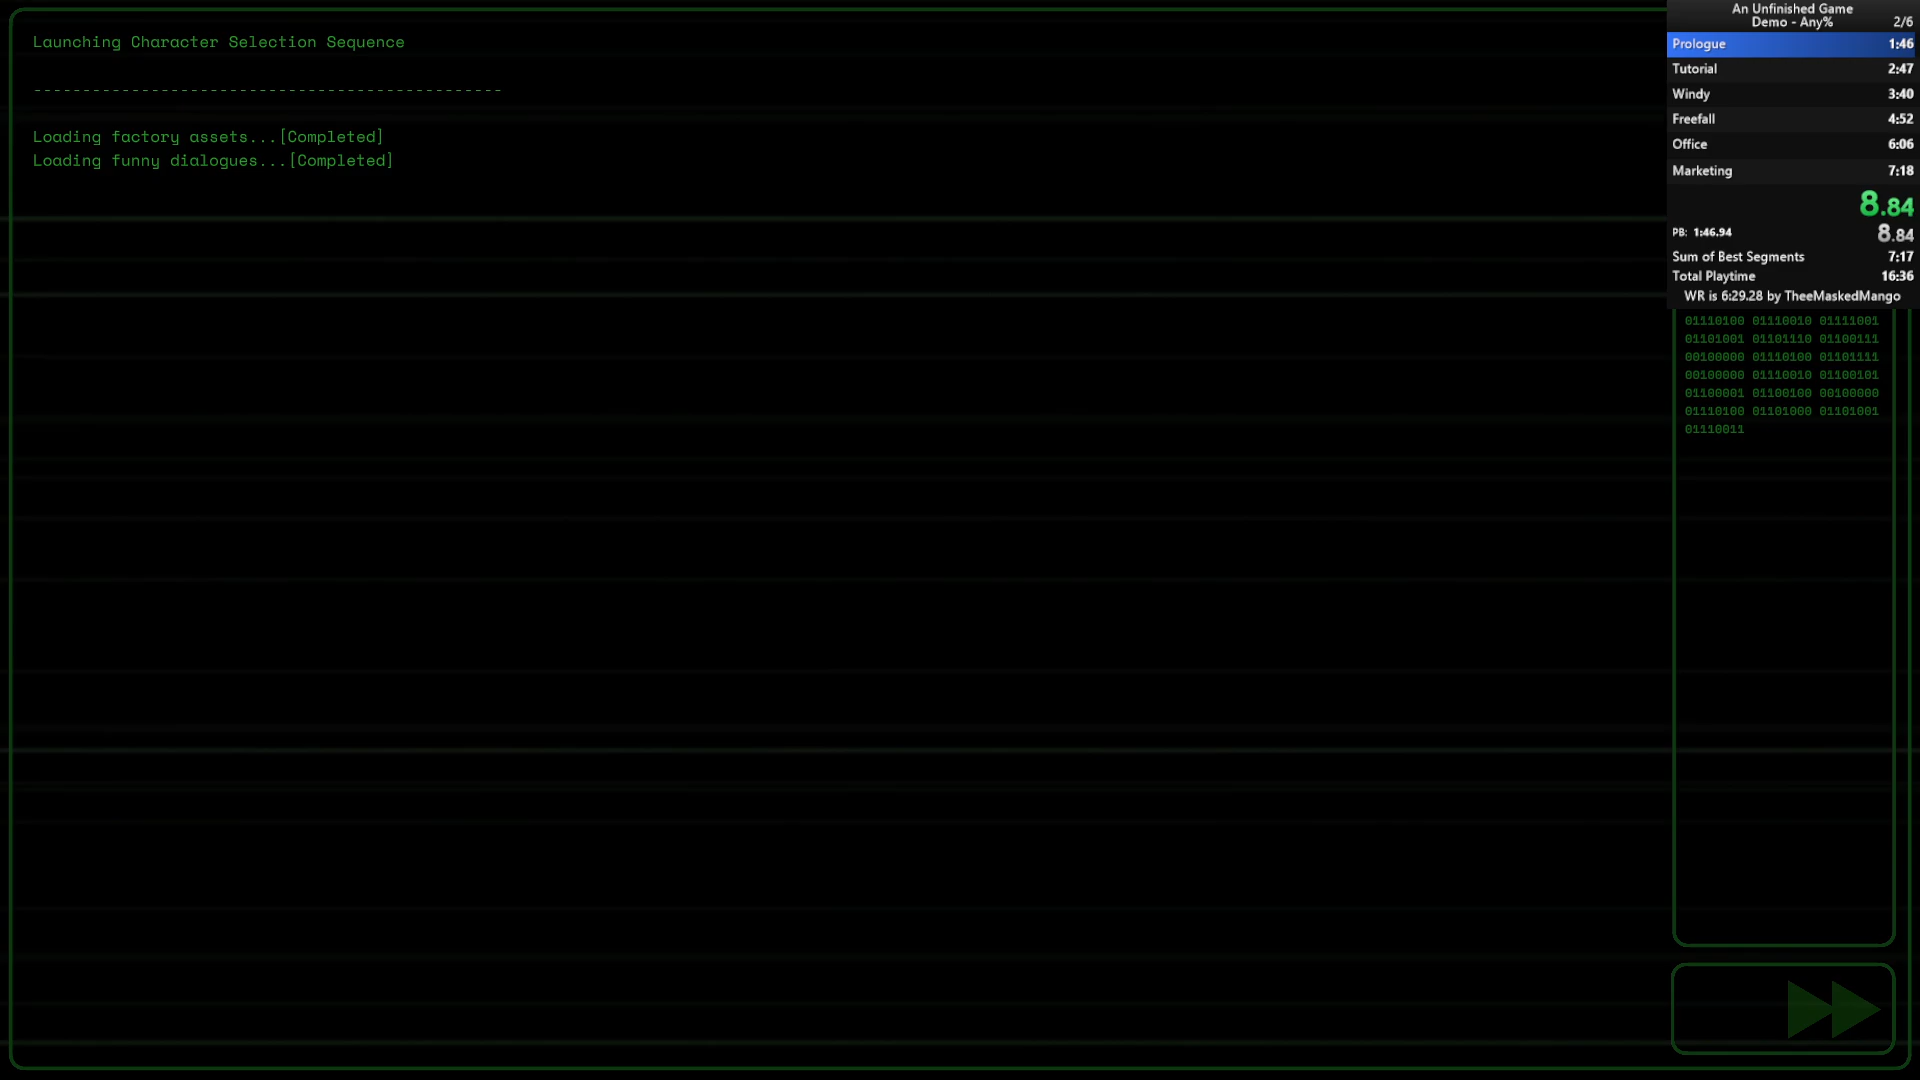 Launching Character Selection Sequence
------------------------------------------------
Loading factory assets...[Completed]
Loading funny dialogues...[Completed]
An Unfinished Game
Demo - Any% 2/6
Prologue 1:46
Tutorial 2:47
Windy 3:40
Freefall 4:52
Office 6:06
Marketing 7:18
8.84
PB: 1:46.94 8.84
Sum of Best Segments 7:17
Total Playtime 16:36
WR is 6:29.28 by TheeMaskedMango
01110100 01110010 01111001
01101001 01101110 01100111
00100000 01110100 01101111
00100000 01110010 01100101
01100001 01100100 00100000
01110100 01101000 01101001
01110011